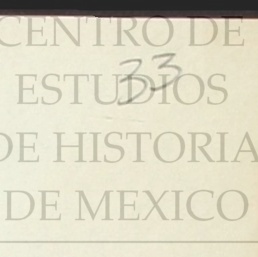 CENTRO DE
33
ESTUDIOS
DE HISTORIA
DE MEXICO